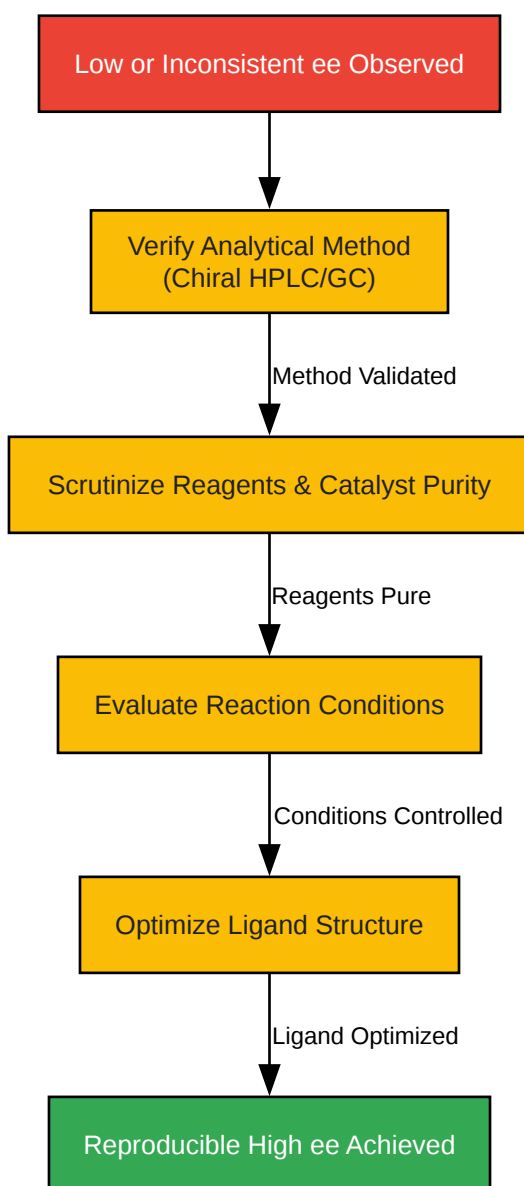 Low or Inconsistent ee Observed
Verify Analytical Method
(Chiral HPLC/GC)
Method Validated
Scrutinize Reagents & Catalyst Purity
Reagents Pure
Evaluate Reaction Conditions
Conditions Controlled
Optimize Ligand Structure
Ligand Optimized
Reproducible High ee Achieved